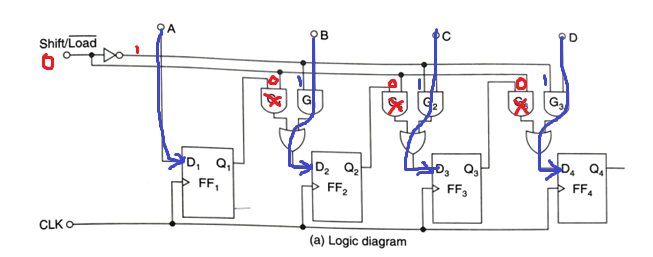 A
B
C
D
Shift/Load
0
1
0
1
0
1
0
1
G
G₂
G₃
D₁ Q₁
FF₁
D₂ Q₂
FF₂
D₃ Q₃
FF₃
D₄ Q₄
FF₄
CLK
(a) Logic diagram